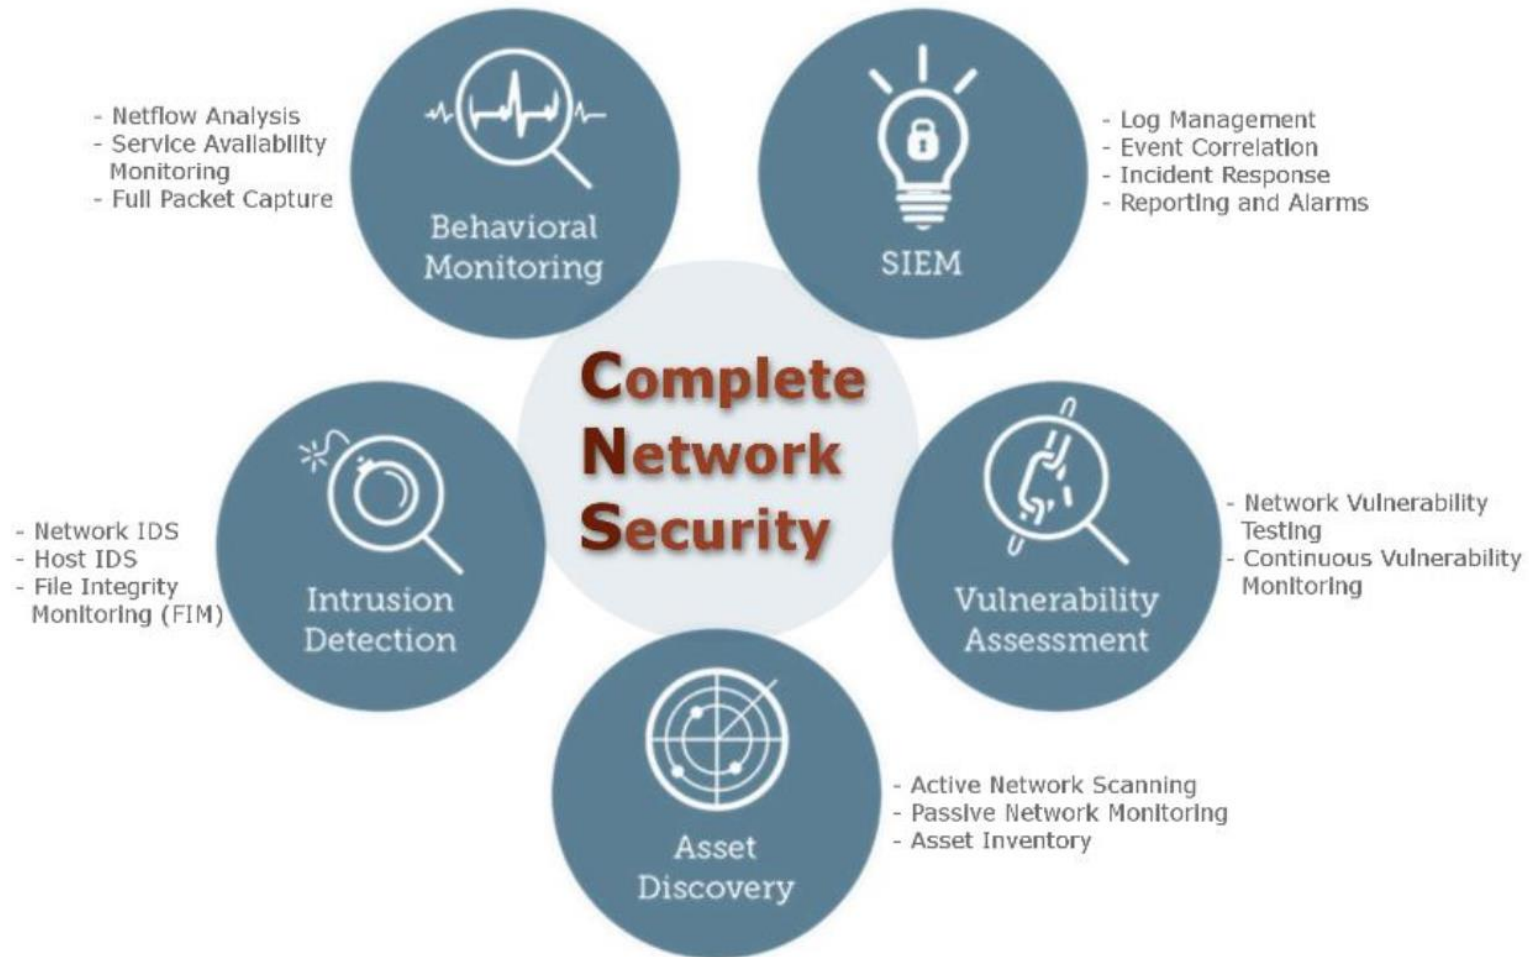 - Netflow Analysis
- Service Availability
Monitoring
- Full Packet Capture
Behavioral
Monitoring
SIEM
- Log Management
- Event Correlation
- Incident Response
- Reporting and Alarms
Complete
Network
Security
- Network IDS
- Host IDS
- File Integrity
Monitoring (FIM)
Intrusion
Detection
Vulnerability
Assessment
- Network Vulnerability
Testing
- Continuous Vulnerability
Monitoring
Asset
Discovery
- Active Network Scanning
- Passive Network Monitoring
- Asset Inventory